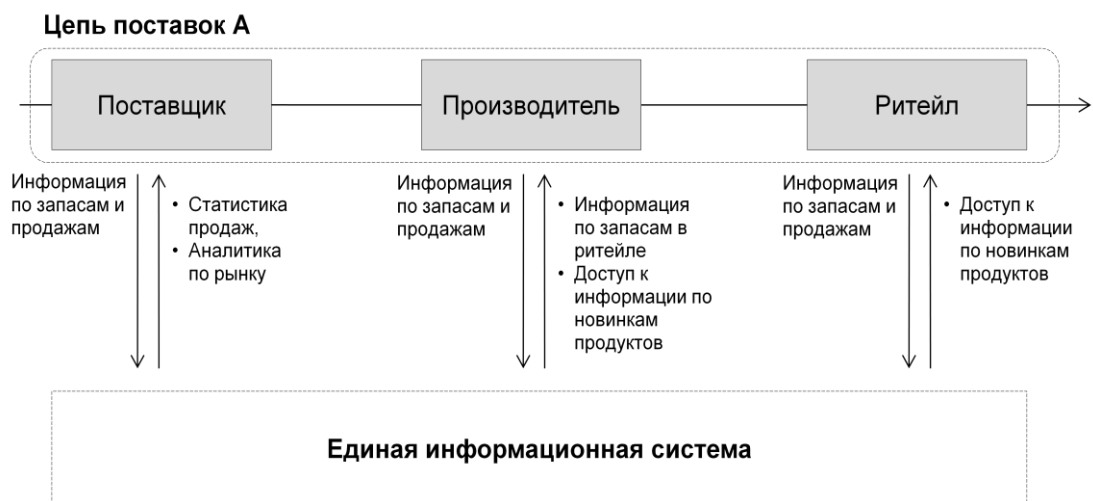 Цепь поставок А
Поставщик
Производитель
Ритейл
Информация
по запасам и
продажам
• Статистика
продаж,
• Аналитика
по рынку
Информация
по запасам и
продажам
• Информация
по запасам в
ритейле
• Доступ к
информации по
новинкам
продуктов
Информация
по запасам и
продажам
• Доступ к
информации
по новинкам
продуктов
Единая информационная система